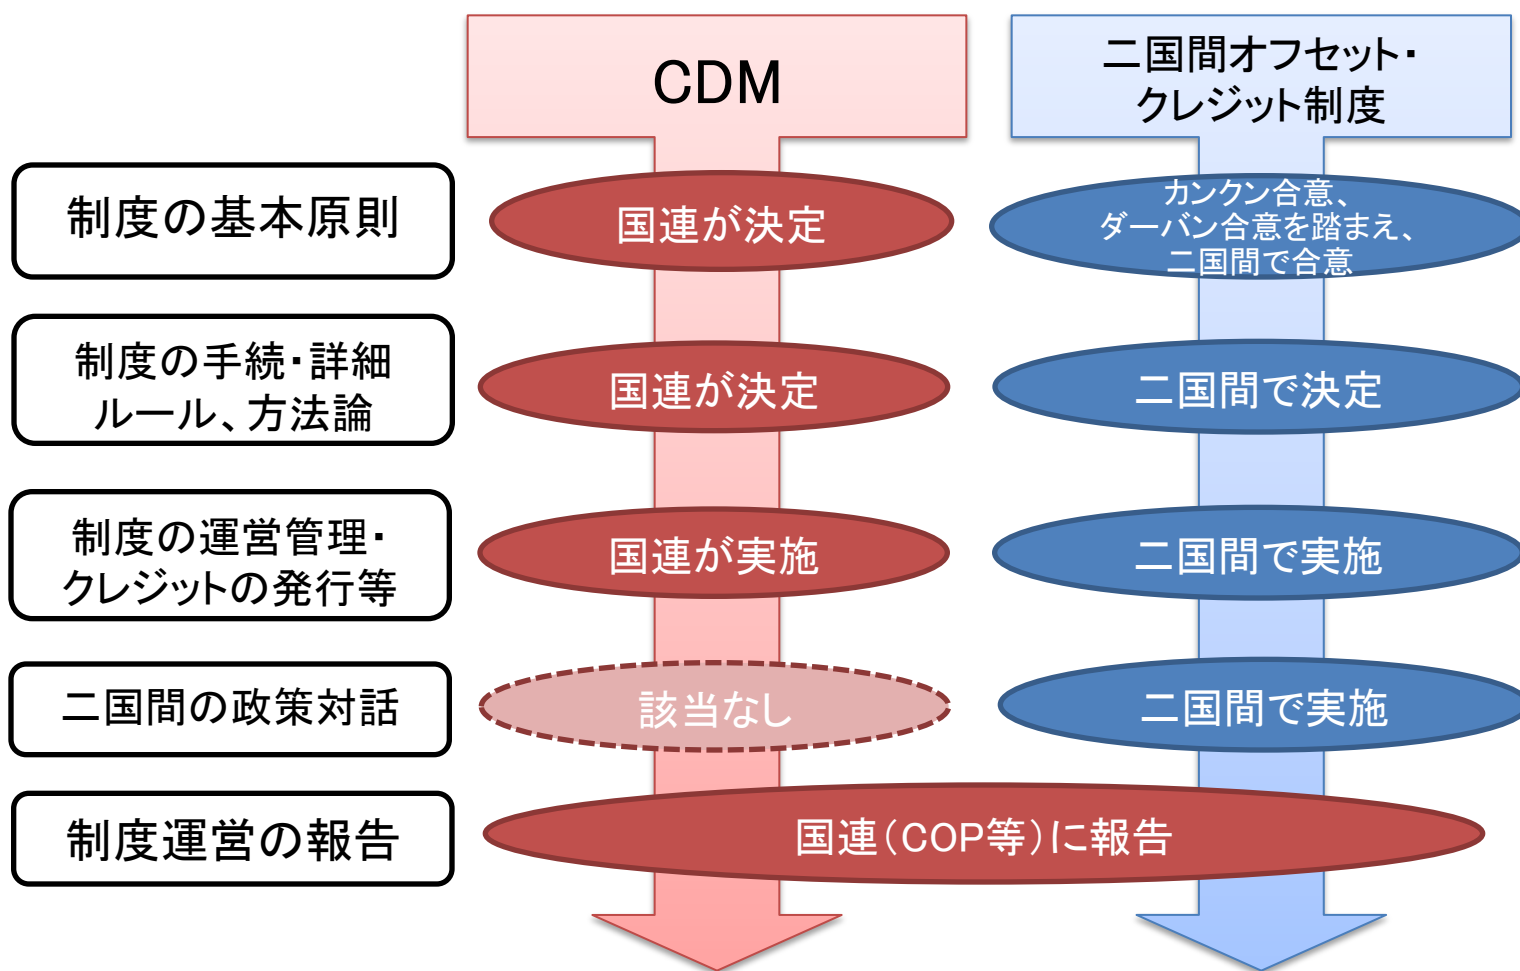 CDM
二国間オフセット・
クレジット制度
制度の基本原則
国連が決定
カンクン合意、
ダーバン合意を踏まえ、
二国間で合意
制度の手続・詳細
ルール、方法論
国連が決定
二国間で決定
制度の運営管理・
クレジットの発行等
国連が実施
二国間で実施
二国間の政策対話
該当なし
二国間で実施
制度運営の報告
国連（COP等）に報告